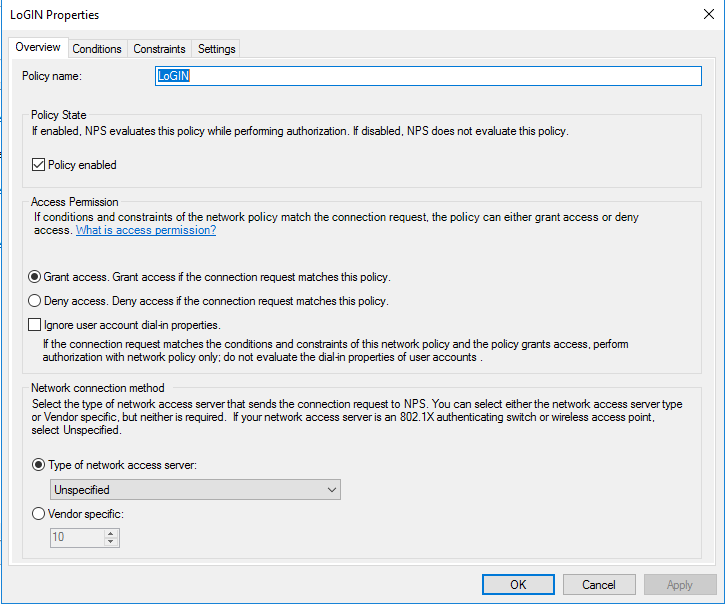 LoGIN Properties
Overview Conditions Constraints Settings
Policy name: LoGIN
Policy State
If enabled, NPS evaluates this policy while performing authorization. If disabled, NPS does not evaluate this policy.
Policy enabled
Access Permission
If conditions and constraints of the network policy match the connection request, the policy can either grant access or deny
access. What is access permission?
Grant access. Grant access if the connection request matches this policy.
Deny access. Deny access if the connection request matches this policy.
Ignore user account dial-in properties.
If the connection request matches the conditions and constraints of this network policy and the policy grants access, perform
authorization with network policy only; do not evaluate the dial-in properties of user accounts .
Network connection method
Select the type of network access server that sends the connection request to NPS. You can select either the network access server type
or Vendor specific, but neither is required. If your network access server is an 802.1X authenticating switch or wireless access point,
select Unspecified.
Type of network access server:
Unspecified
Vendor specific:
10
OK Cancel Apply